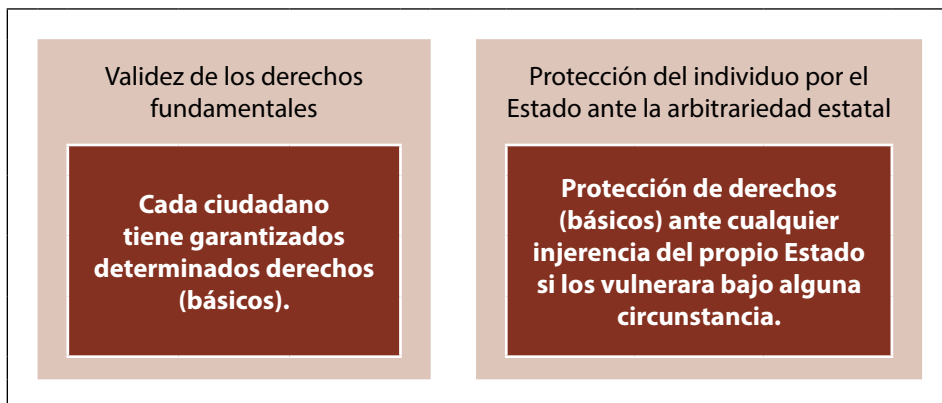 Validez de los derechos
fundamentales
Cada ciudadano
tiene garantizados
determinados derechos
(básicos).
Protección del individuo por el
Estado ante la arbitrariedad estatal
Protección de derechos
(básicos) ante cualquier
injerencia del propio Estado
si los vulnerara bajo alguna
circunstancia.